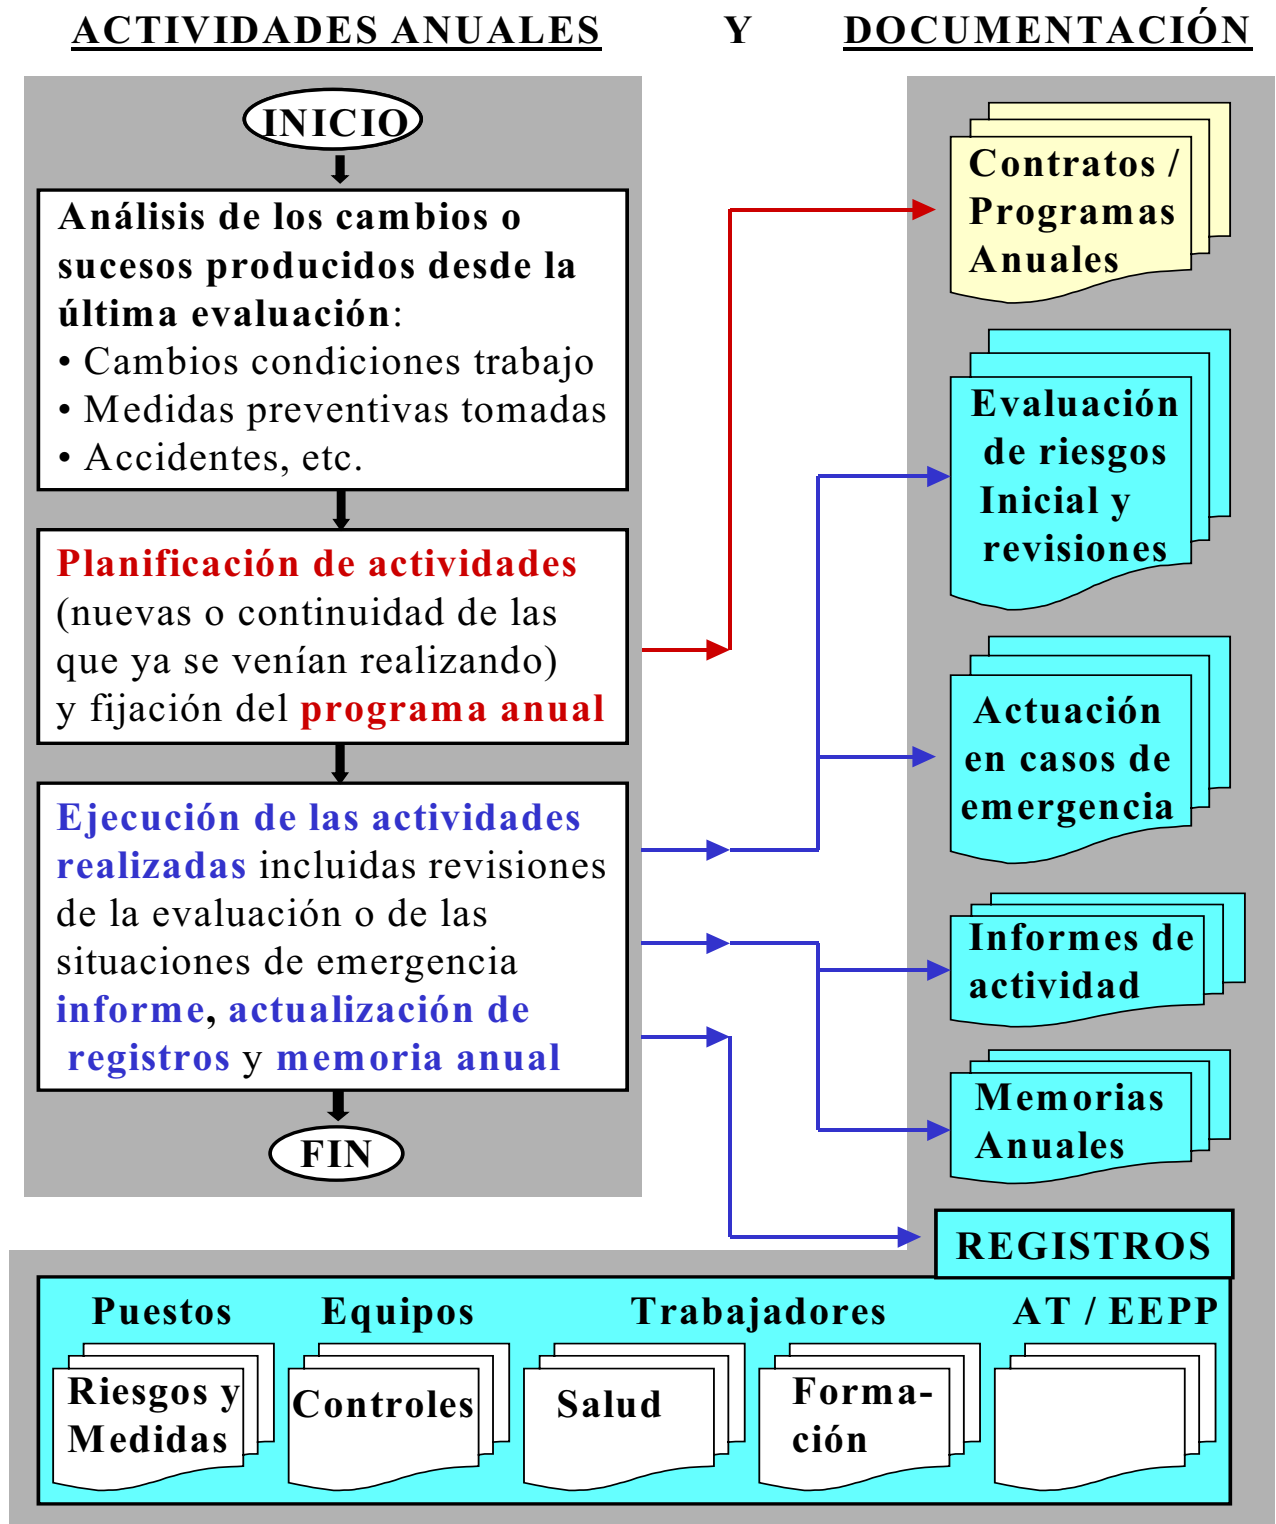 ACTIVIDADES ANUALES Y DOCUMENTACIÓN
INICIO
Análisis de los cambios o
sucesos producidos desde la
última evaluación:
• Cambios condiciones trabajo
• Medidas preventivas tomadas
• Accidentes, etc.
Planificación de actividades
(nuevas o continuidad de las
que ya se venían realizando)
y fijación del programa anual
Ejecución de las actividades
realizadas incluidas revisiones
de la evaluación o de las
situaciones de emergencia
informe, actualización de
registros y memoria anual
FIN
Contratos /
Programas
Anuales
Evaluación
de riesgos
Inicial y
revisiones
Actuación
en casos de
emergencia
Informes de
actividad
Memorias
Anuales
REGISTROS
Puestos
Riesgos y
Medidas
Equipos
Controles
Trabajadores
Salud
Forma-
ción
AT / EEPP